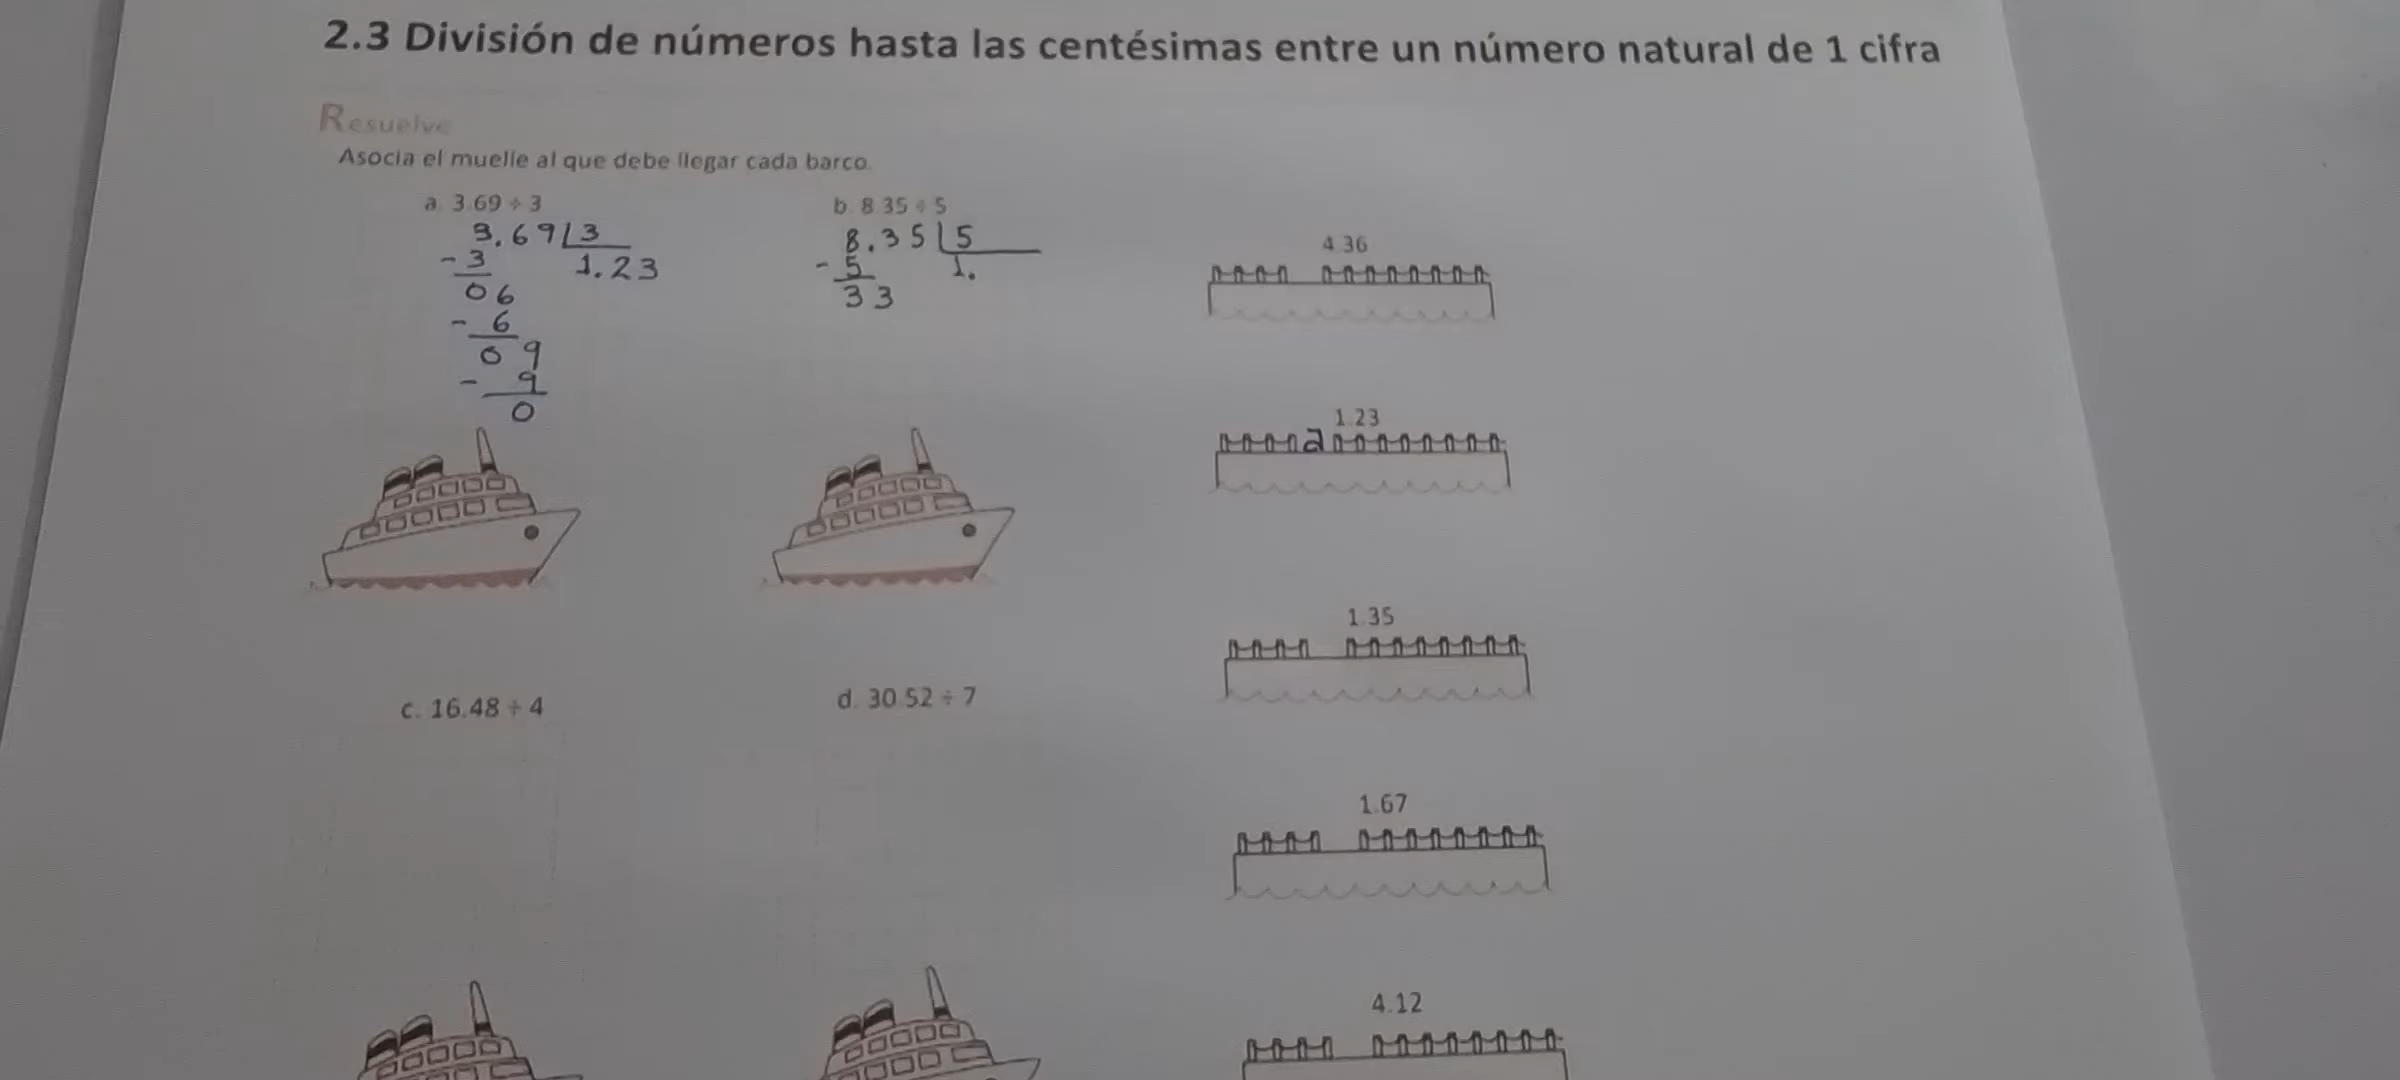 2.3 División de números hasta las centésimas entre un número natural de 1 cifra
Resuelve
Asocia el muelle al que debe llegar cada barco.
a. 3.69 ÷ 3
3.69 3
- 3 1.23
06
- 6
09
- 9
0
b. 8.35 ÷ 5
8.35 5
- 5 1.
33
4.36
1.23
a
1.35
c. 16.48 ÷ 4
d. 30.52 ÷ 7
1.67
4.12